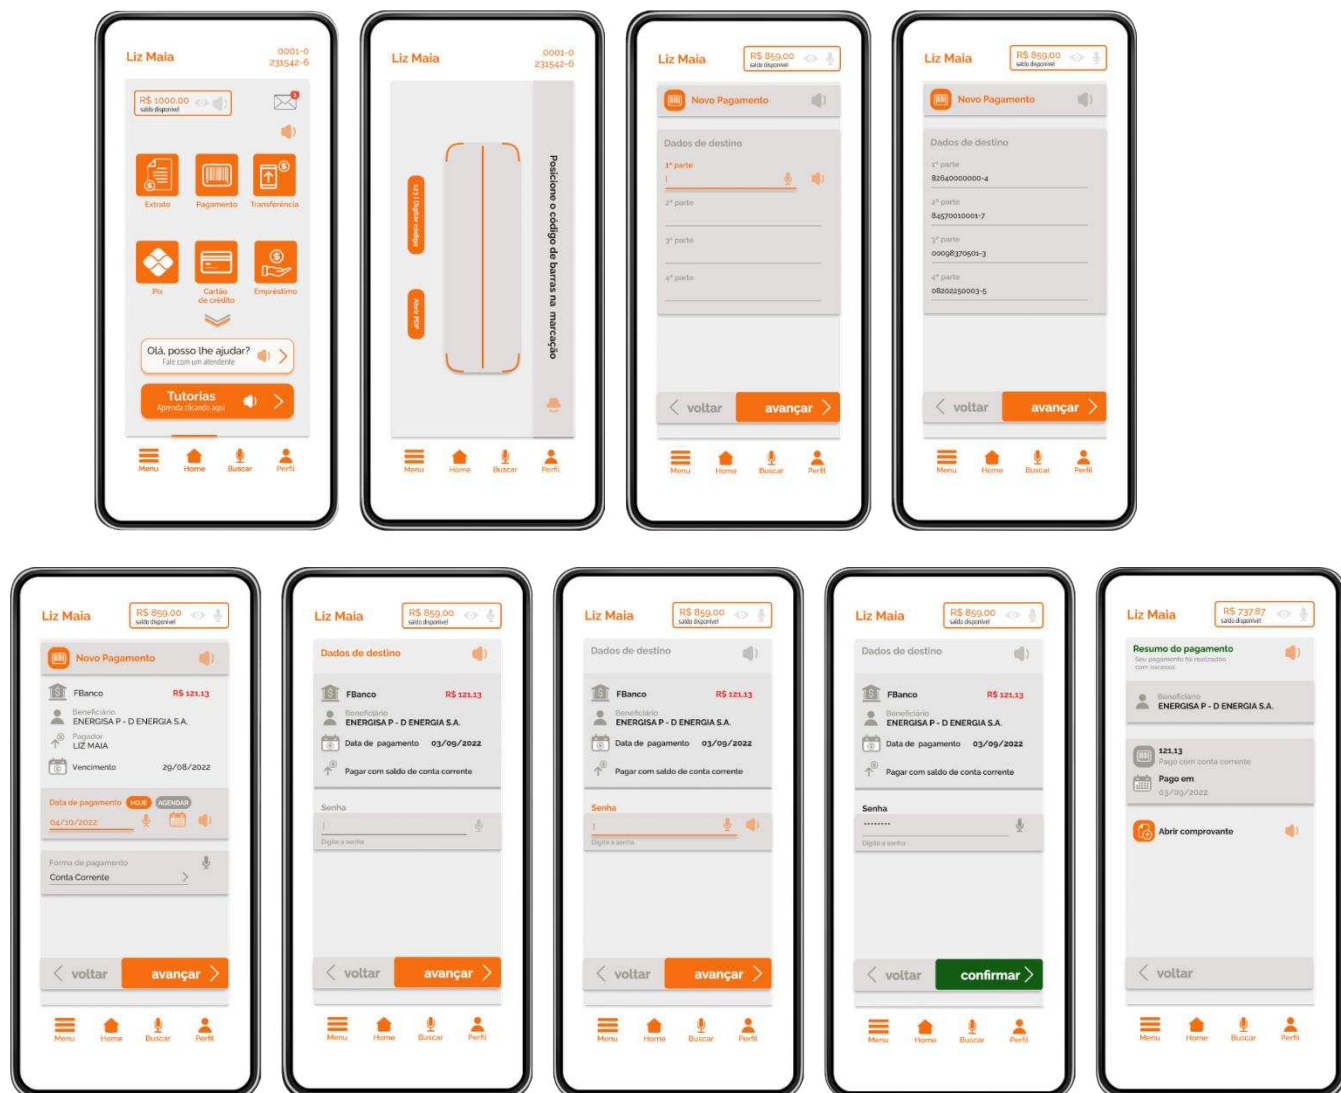 Liz Maia
0001-0
231542-6
R$ 1000,00
saldo disponível
1
Extrato
Pagamento
Transferência
Pix
Cartão
de crédito
Empréstimo
Olá, posso lhe ajudar?
Fale com um atendente
Tutorias
Aprenda clicando aqui
Menu
Home
Buscar
Perfil
Liz Maia
0001-0
231542-6
Posicione o código de barras na marcação
123 | Digitar código
Abrir PDF
Menu
Home
Buscar
Perfil
Liz Maia
R$ 859,00
saldo disponível
Novo Pagamento
Dados de destino
1ª parte
2ª parte
3ª parte
4ª parte
voltar
avançar
Menu
Home
Buscar
Perfil
Liz Maia
R$ 859,00
saldo disponível
Novo Pagamento
Dados de destino
1ª parte
82640000000-4
2ª parte
84570010001-7
3ª parte
00098370501-3
4ª parte
08202250003-5
voltar
avançar
Menu
Home
Buscar
Perfil
Liz Maia
R$ 859,00
saldo disponível
Novo Pagamento
FBanco
R$ 121,13
Beneficiário
ENERGISA P - D ENERGIA S.A.
Pagador
LIZ MAIA
Vencimento
29/08/2022
Data de pagamento
HOJE
AGENDAR
04/10/2022
Forma de pagamento
Conta Corrente
voltar
avançar
Menu
Home
Buscar
Perfil
Liz Maia
R$ 859,00
saldo disponível
Dados de destino
FBanco
R$ 121,13
Beneficiário
ENERGISA P - D ENERGIA S.A.
Data de pagamento
03/09/2022
Pagar com saldo de conta corrente
Senha
Digite a senha
voltar
avançar
Menu
Home
Buscar
Perfil
Liz Maia
R$ 859,00
saldo disponível
Dados de destino
FBanco
R$ 121,13
Beneficiário
ENERGISA P - D ENERGIA S.A.
Data de pagamento
03/09/2022
Pagar com saldo de conta corrente
Senha
Digite a senha
voltar
avançar
Menu
Home
Buscar
Perfil
Liz Maia
R$ 859,00
saldo disponível
Dados de destino
FBanco
R$ 121,13
Beneficiário
ENERGISA P - D ENERGIA S.A.
Data de pagamento
03/09/2022
Pagar com saldo de conta corrente
Senha
********
Digite a senha
voltar
confirmar
Menu
Home
Buscar
Perfil
Liz Maia
R$ 737,87
saldo disponível
Resumo do pagamento
Seu pagamento foi realizados
com sucesso.
Beneficiário
ENERGISA P - D ENERGIA S.A.
121,13
Pago com conta corrente
Pago em
03/09/2022
Abrir comprovante
voltar
Menu
Home
Buscar
Perfil